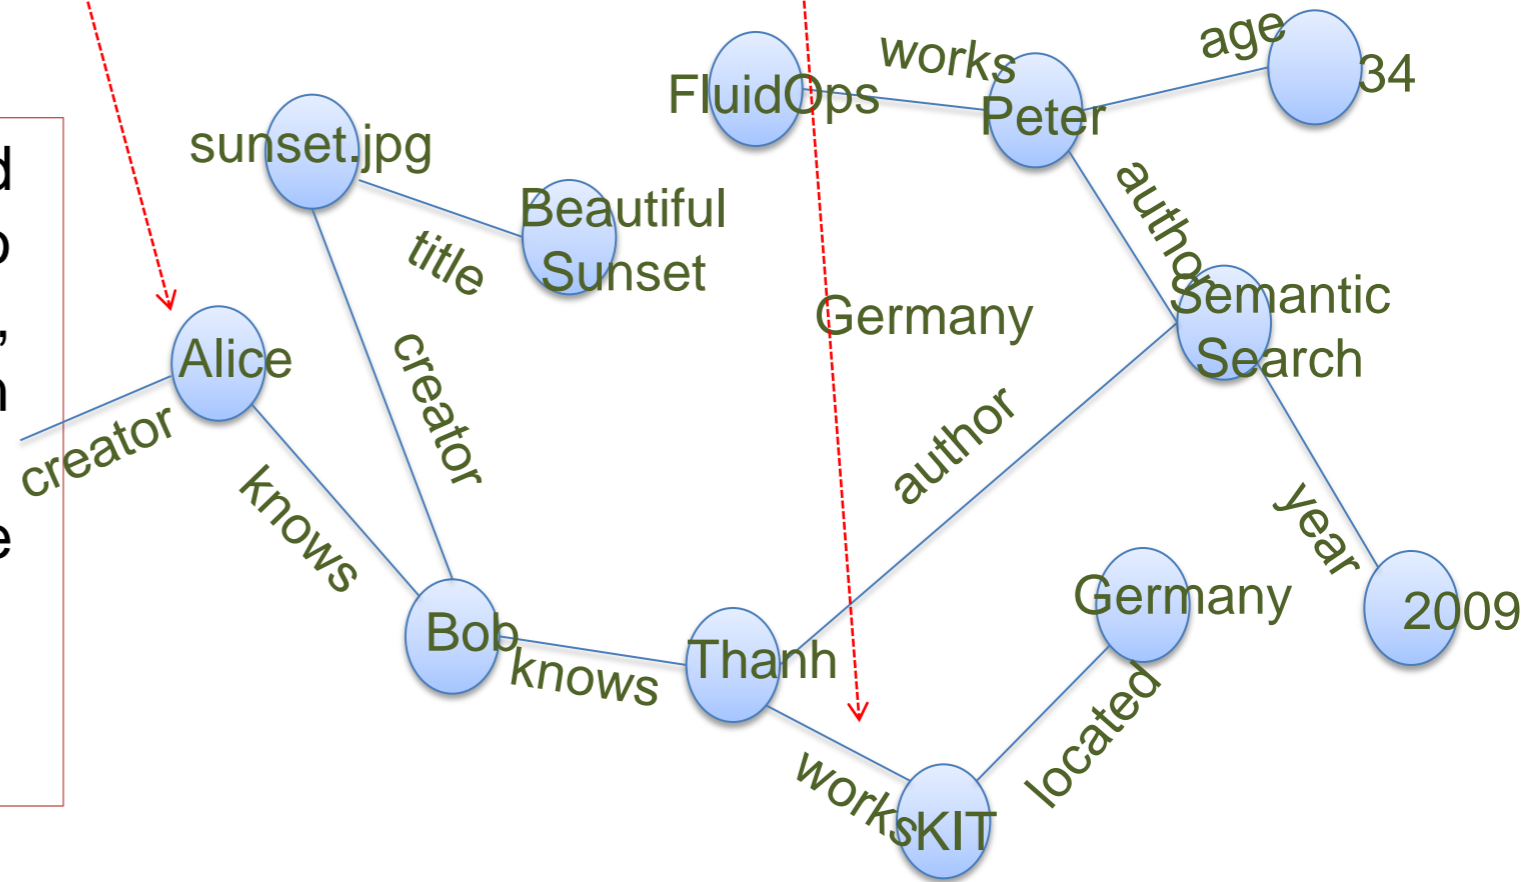 works
age
FluidOps
Peter
34
sunset.jpg
d
Beautiful
Sunset
author
title
Semantic
Search
Germany
,
Alice
creator
creator
author
knows
year
e
Bob
knows
Thanh
Germany
2009
located
works
KIT